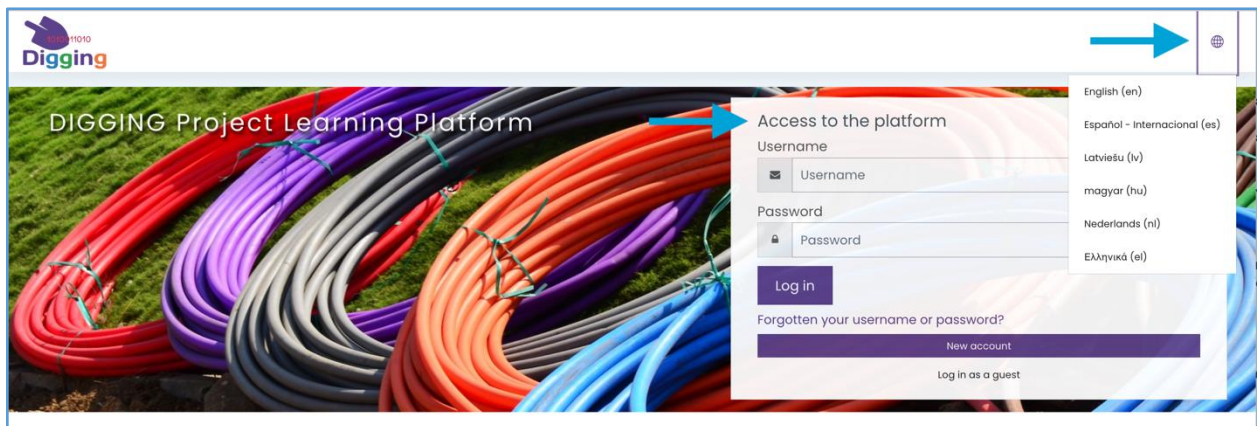 1010011010
Digging
English (en)
Español - Internacional (es)
Latviešu (lv)
magyar (hu)
Nederlands (nl)
Ελληνικά (el)
DIGGING Project Learning Platform
Access to the platform
Username
Username
Password
Password
Log in
Forgotten your username or password?
New account
Log in as a guest